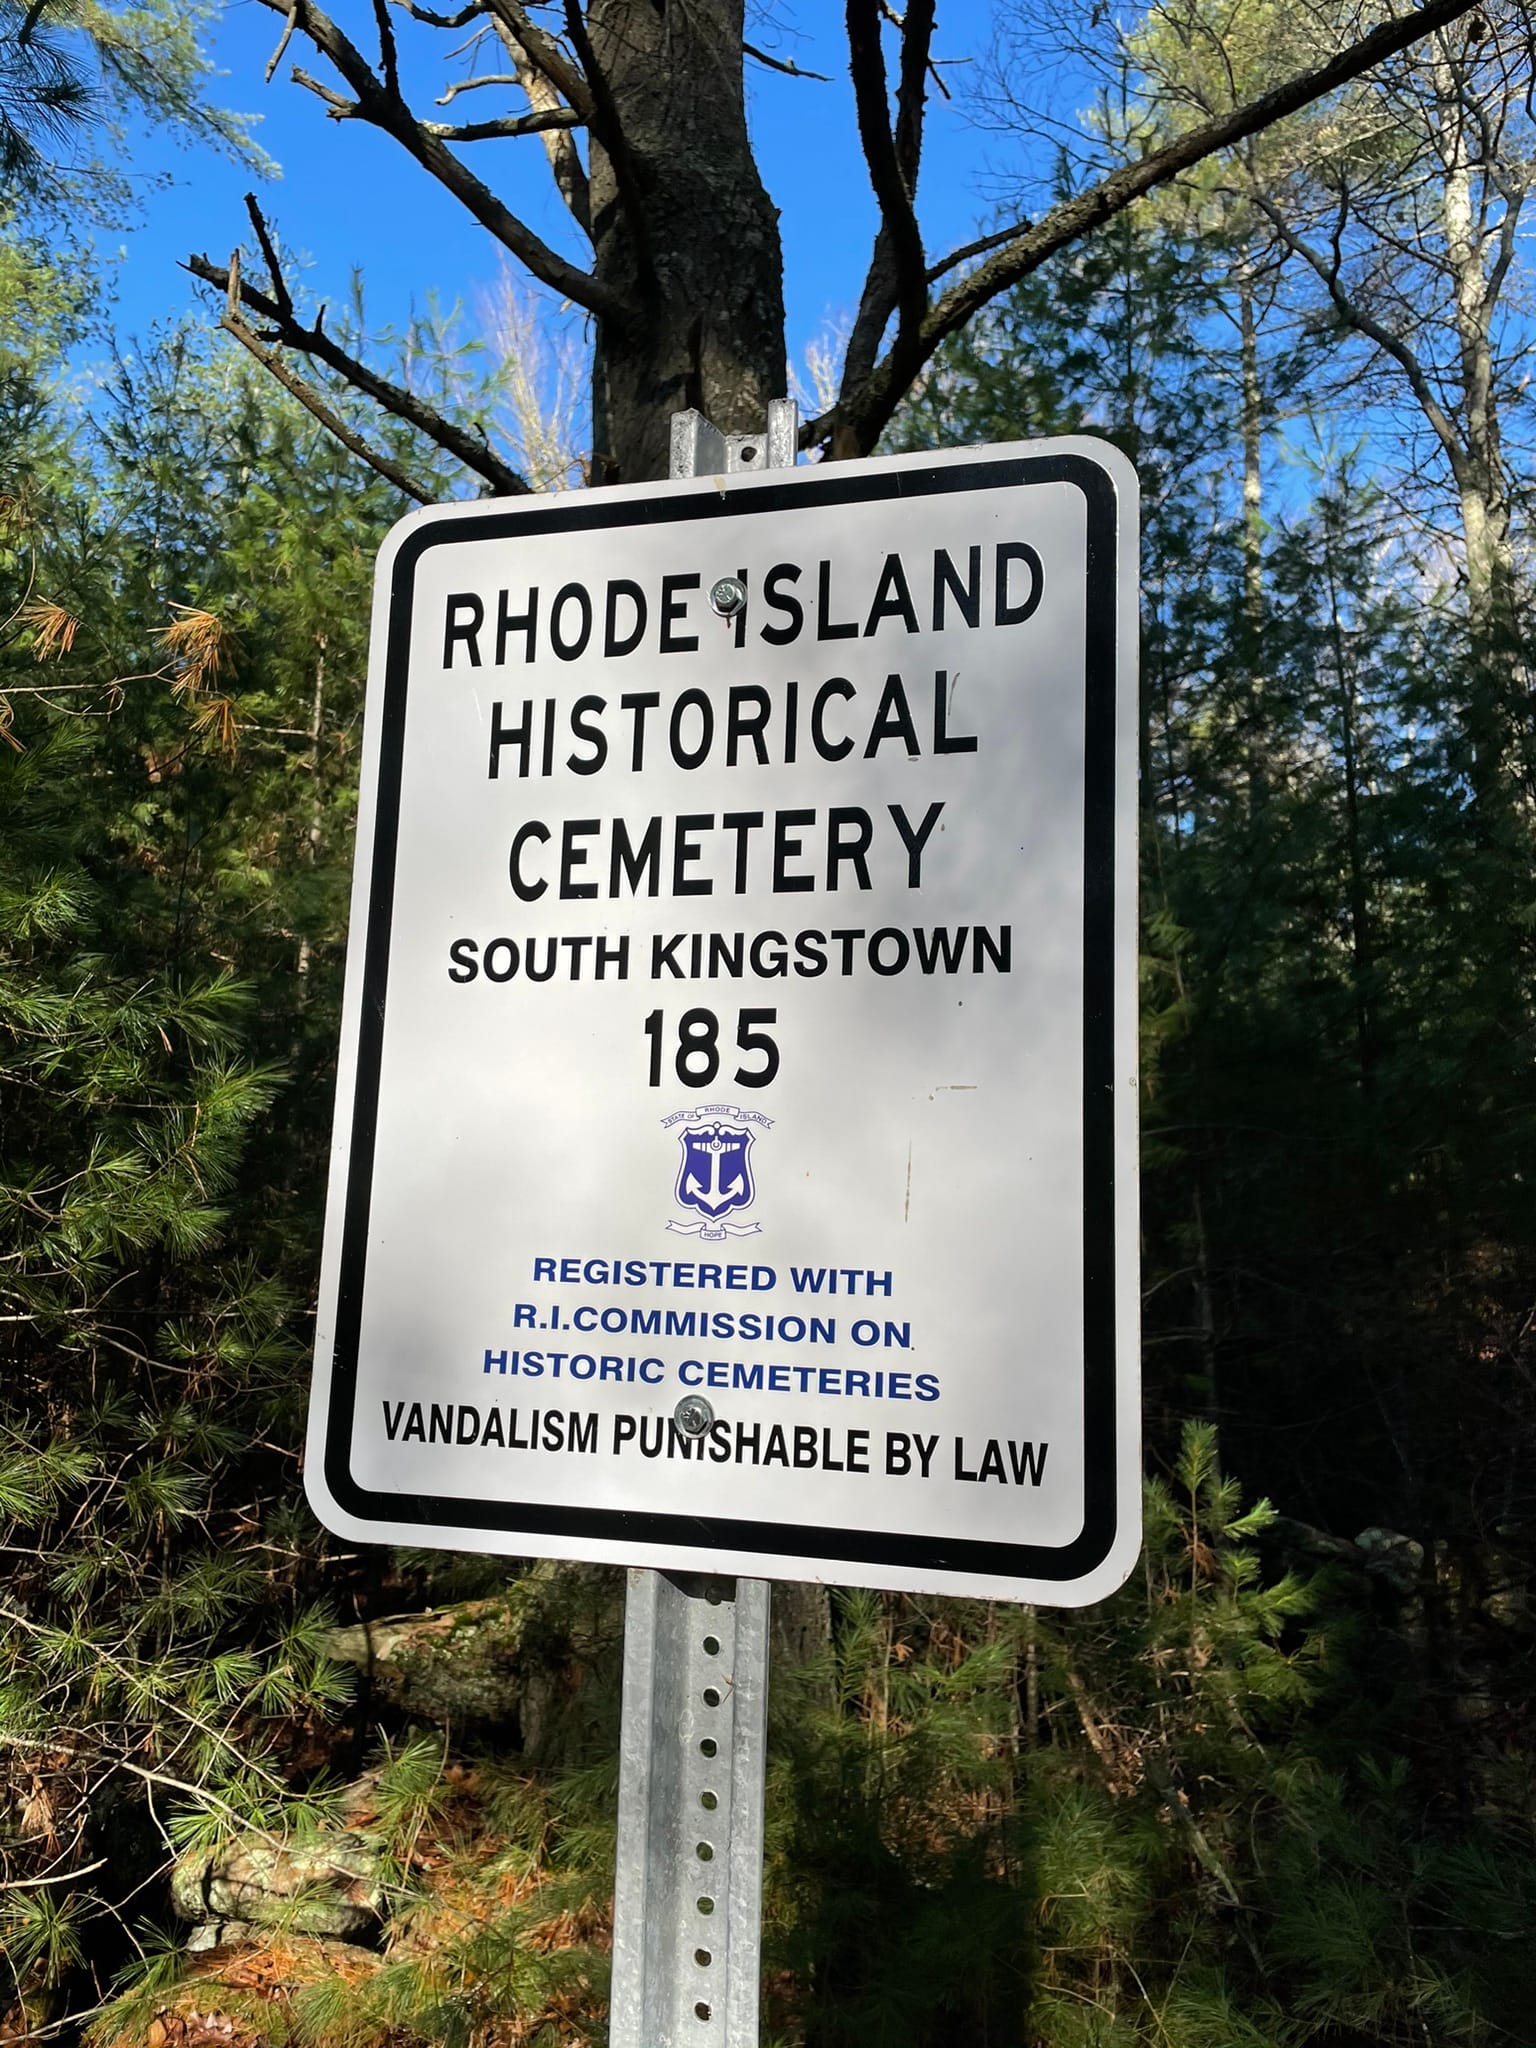 RHODE ISLAND
HISTORICAL
CEMETERY
SOUTH KINGSTOWN
185
STATE OF RHODE ISLAND
HOPE
REGISTERED WITH
R.I.COMMISSION ON
HISTORIC CEMETERIES
VANDALISM PUNISHABLE BY LAW